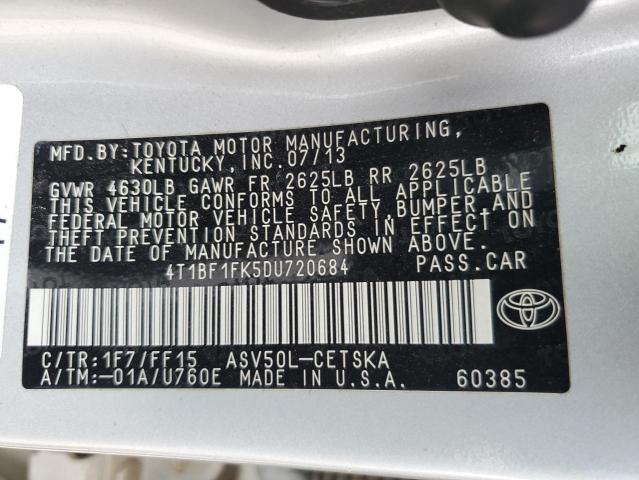 MFD.BY:TOYOTA MOTOR MANUFACTURING,
KENTUCKY,INC.07/13
GVWR 4630LB GAWR FR 2625LB RR 2625LB
THIS VEHICLE CONFORMS TO ALL APPLICABLE
FEDERAL MOTOR VEHICLE SAFETY,BUMPER,AND
THEFT PREVENTION STANDARDS IN EFFECT ON
THE DATE OF MANUFACTURE SHOWN ABOVE.
4T1BF1FK5DU720684 PASS.CAR
C/TR:1F7/FF15 ASV50L-CETSKA
A/TM:-01A/U760E MADE IN U.S.A. 60385